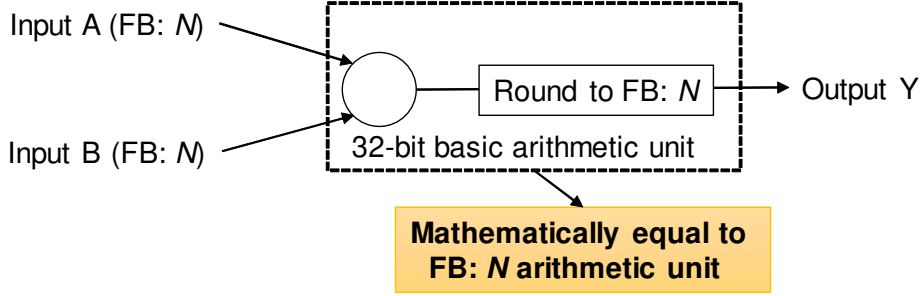 Input A (FB: N)
Round to FB: N
Output Y
Input B (FB: N)
32-bit basic arithmetic unit
Mathematically equal to
FB: N arithmetic unit